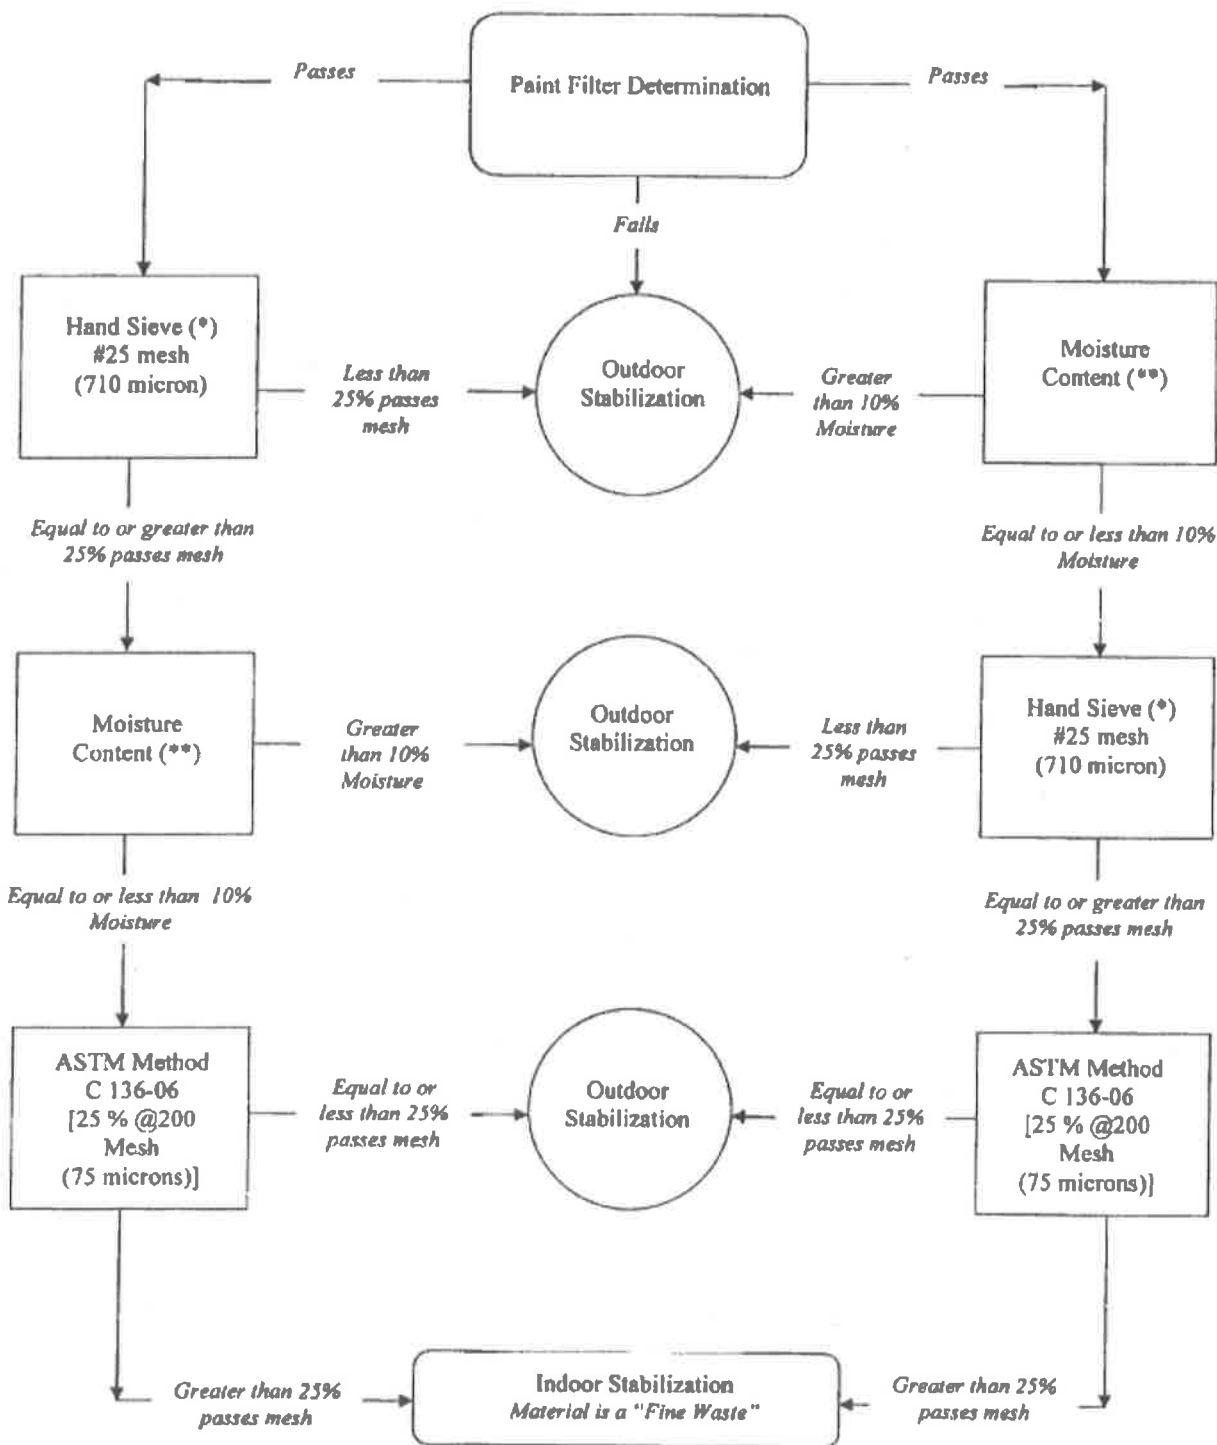 Passes
Paint Filter Determination
Passes
Fails
Hand Sieve (*)
#25 mesh
(710 micron)
Less than
25% passes
mesh
Outdoor
Stabilization
Greater
than 10%
Moisture
Moisture
Content (**)
Equal to or greater than
25% passes mesh
Equal to or less than 10%
Moisture
Moisture
Content (**)
Greater
than 10%
Moisture
Outdoor
Stabilization
Less than
25% passes
mesh
Hand Sieve (*)
#25 mesh
(710 micron)
Equal to or less than 10%
Moisture
Equal to or greater than
25% passes mesh
ASTM Method
C 136-06
[25 % @200
Mesh
(75 microns)]
Equal to or
less than 25%
passes mesh
Outdoor
Stabilization
Equal to or
less than 25%
passes mesh
ASTM Method
C 136-06
[25 % @200
Mesh
(75 microns)]
Greater than 25%
passes mesh
Indoor Stabilization
Material is a "Fine Waste"
Greater than 25%
passes mesh